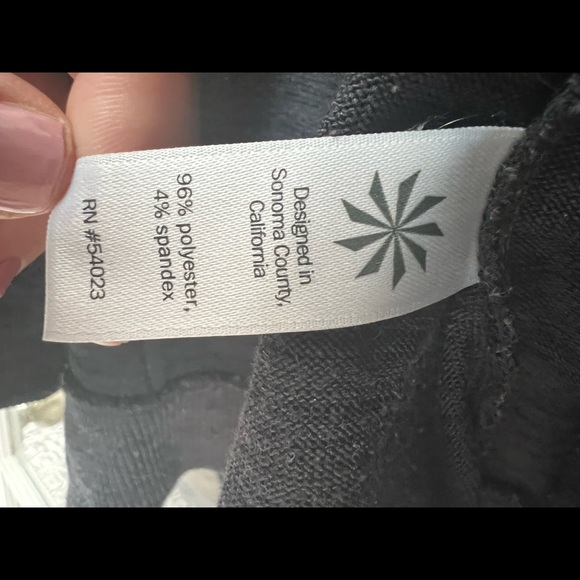 Designed in
Sonoma County,
California
96% polyester,
4% spandex
RN #54023